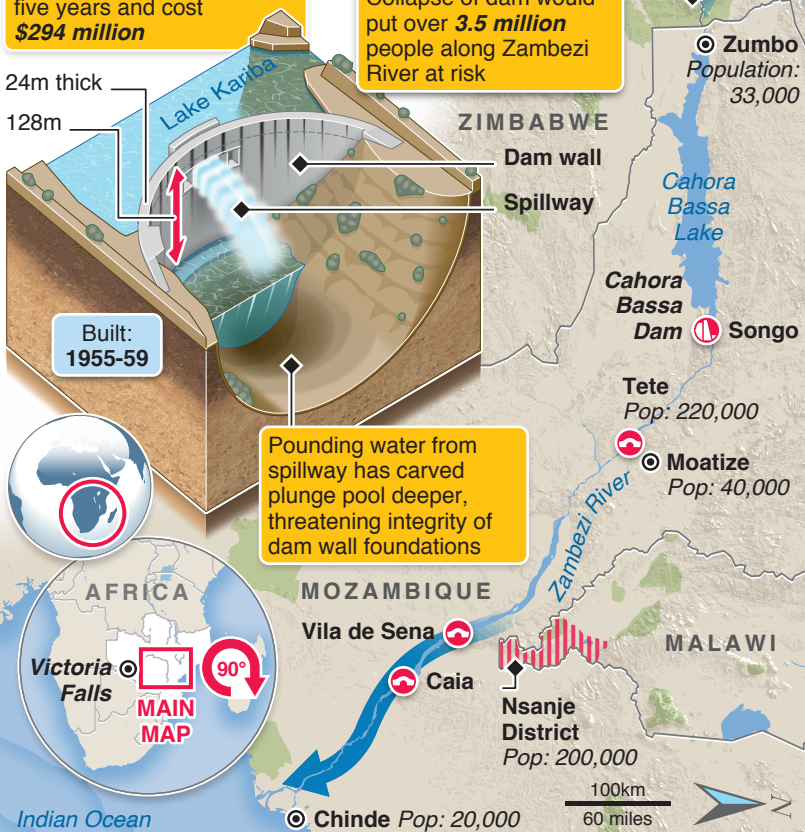 five years and cost
$294 million
Collapse of dam would
put over 3.5 million
people along Zambezi
River at risk
24m thick
128m
Lake Kariba
ZIMBABWE
Dam wall
Spillway
Zumbo
Population:
33,000
Cahora
Bassa
Lake
Cahora
Bassa
Dam
Songo
Built:
1955-59
Tete
Pop: 220,000
Moatize
Pop: 40,000
Pounding water from
spillway has carved
plunge pool deeper,
threatening integrity of
dam wall foundations
Zambezi River
AFRICA
Victoria
Falls
MAIN
MAP
90°
MOZAMBIQUE
Vila de Sena
Caia
MALAWI
Nsanje
District
Pop: 200,000
Indian Ocean
Chinde Pop: 20,000
100km
60 miles
N